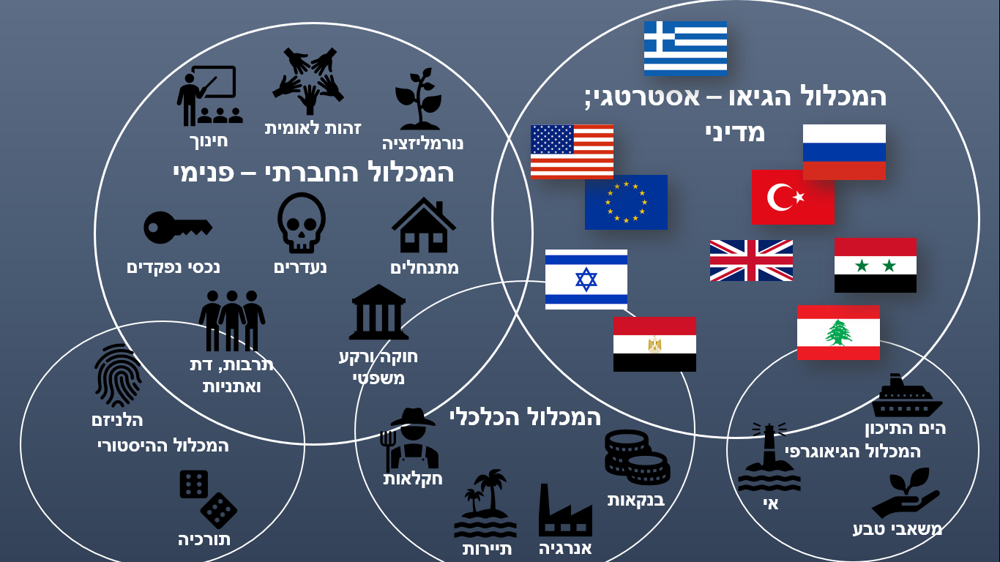 המכלול הגיאו – אסטרטגי;
מדיני
זהות לאומית
נורמליזציה
חינוך
המכלול החברתי – פנימי
מתנחלים
נעדרים
נכסי נפקדים
חוקה ורקע
משפטי
תרבות, דת
ואתניות
הלניזם
המכלול ההיסטורי
תורכיה
המכלול הכלכלי
חקלאות
בנקאות
אנרגיה
תיירות
הים התיכון
המכלול הגיאוגרפי
אי
משאבי טבע